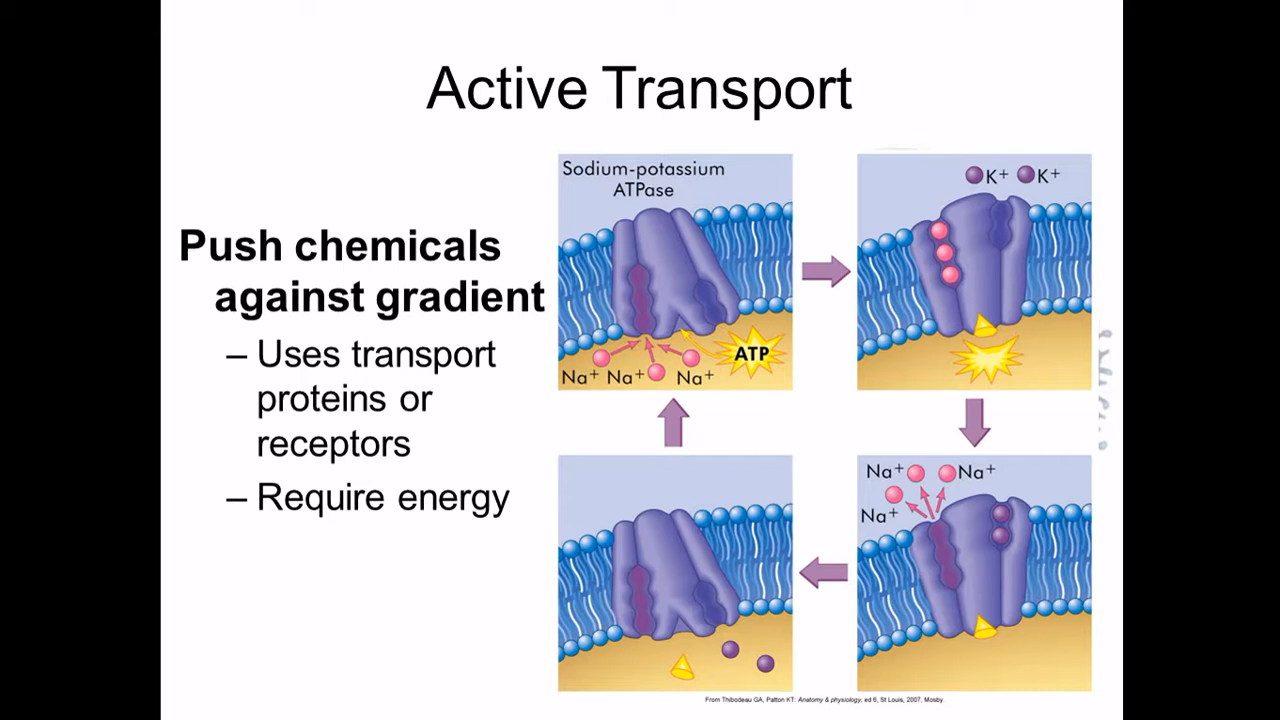 Active Transport
Push chemicals
against gradient
– Uses transport
proteins or
receptors
– Require energy
Sodium-potassium
ATPase
ATP
Na⁺ Na⁺ Na⁺
K⁺ K⁺
Na⁺ Na⁺
Na⁺
From Thibodeau GA, Patton KT: Anatomy & physiology, ed 6, St Louis, 2007, Mosby.